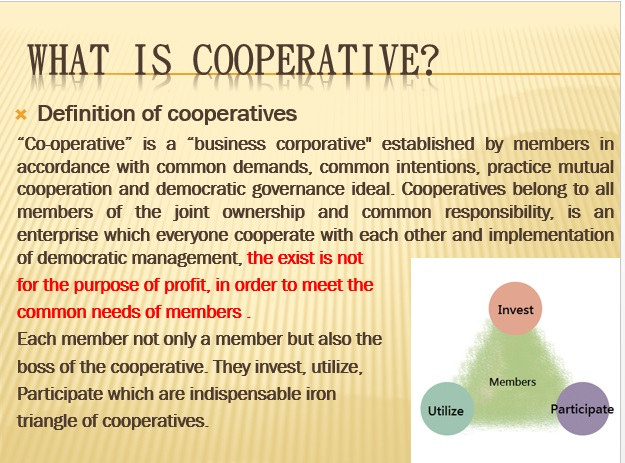 WHAT IS COOPERATIVE?
Definition of cooperatives
“Co-operative” is a “business corporative" established by members in
accordance with common demands, common intentions, practice mutual
cooperation and democratic governance ideal. Cooperatives belong to all
members of the joint ownership and common responsibility, is an
enterprise which everyone cooperate with each other and implementation
of democratic management, the exist is not
for the purpose of profit, in order to meet the
common needs of members .
Each member not only a member but also the
boss of the cooperative. They invest, utilize,
Participate which are indispensable iron
triangle of cooperatives.
Invest
Members
Utilize
Participate